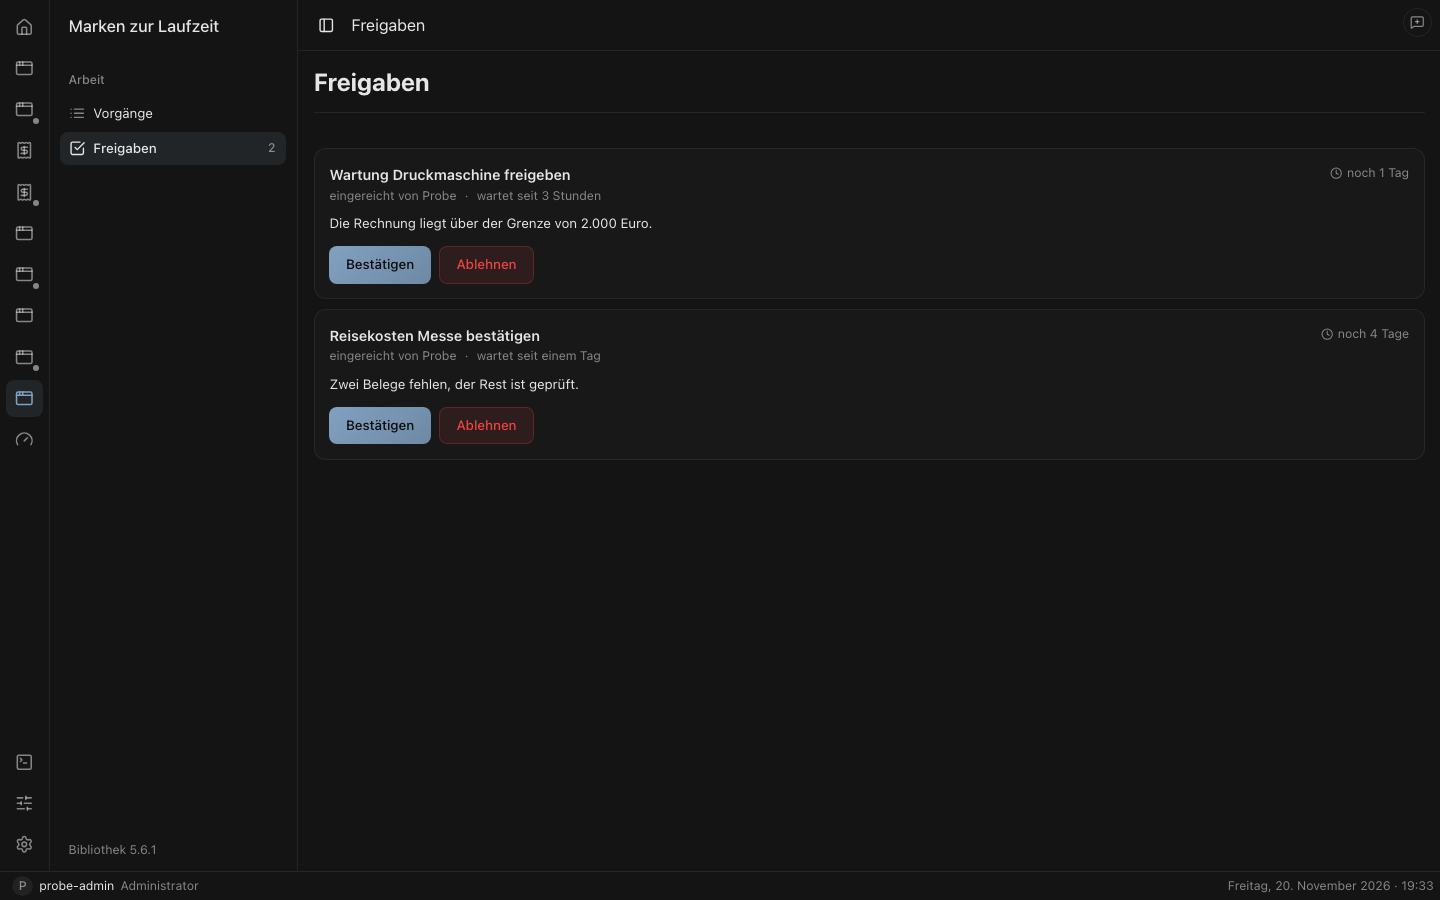 Marken zur Laufzeit
Arbeit
Vorgänge
Freigaben 2
Bibliothek 5.6.1
Freigaben
Freigaben
Wartung Druckmaschine freigeben
noch 1 Tag
eingereicht von Probe · wartet seit 3 Stunden
Die Rechnung liegt über der Grenze von 2.000 Euro.
Bestätigen Ablehnen
Reisekosten Messe bestätigen
noch 4 Tage
eingereicht von Probe · wartet seit einem Tag
Zwei Belege fehlen, der Rest ist geprüft.
Bestätigen Ablehnen
P probe-admin Administrator
Freitag, 20. November 2026 · 19:33